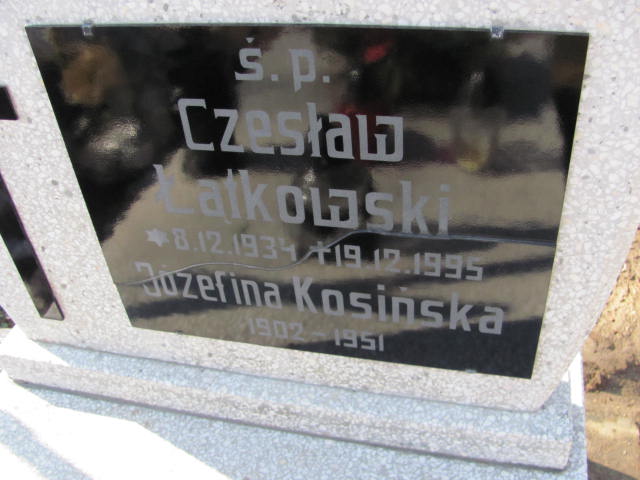 ś. p.
Czesław
Łatkowski
* 8.12.1934 + 19.12.1995
Józefina Kosińska
1902 - 1951